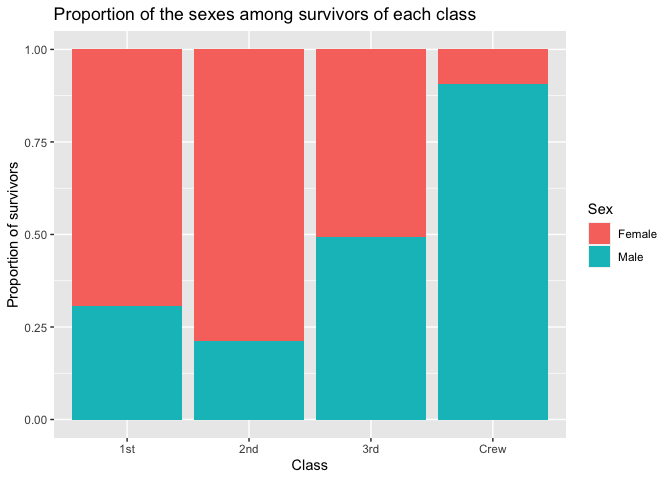 Proportion of the sexes among survivors of each class
Proportion of survivors
1.00
0.75
0.50
0.25
0.00
1st 2nd 3rd Crew
Class
Sex
Female
Male